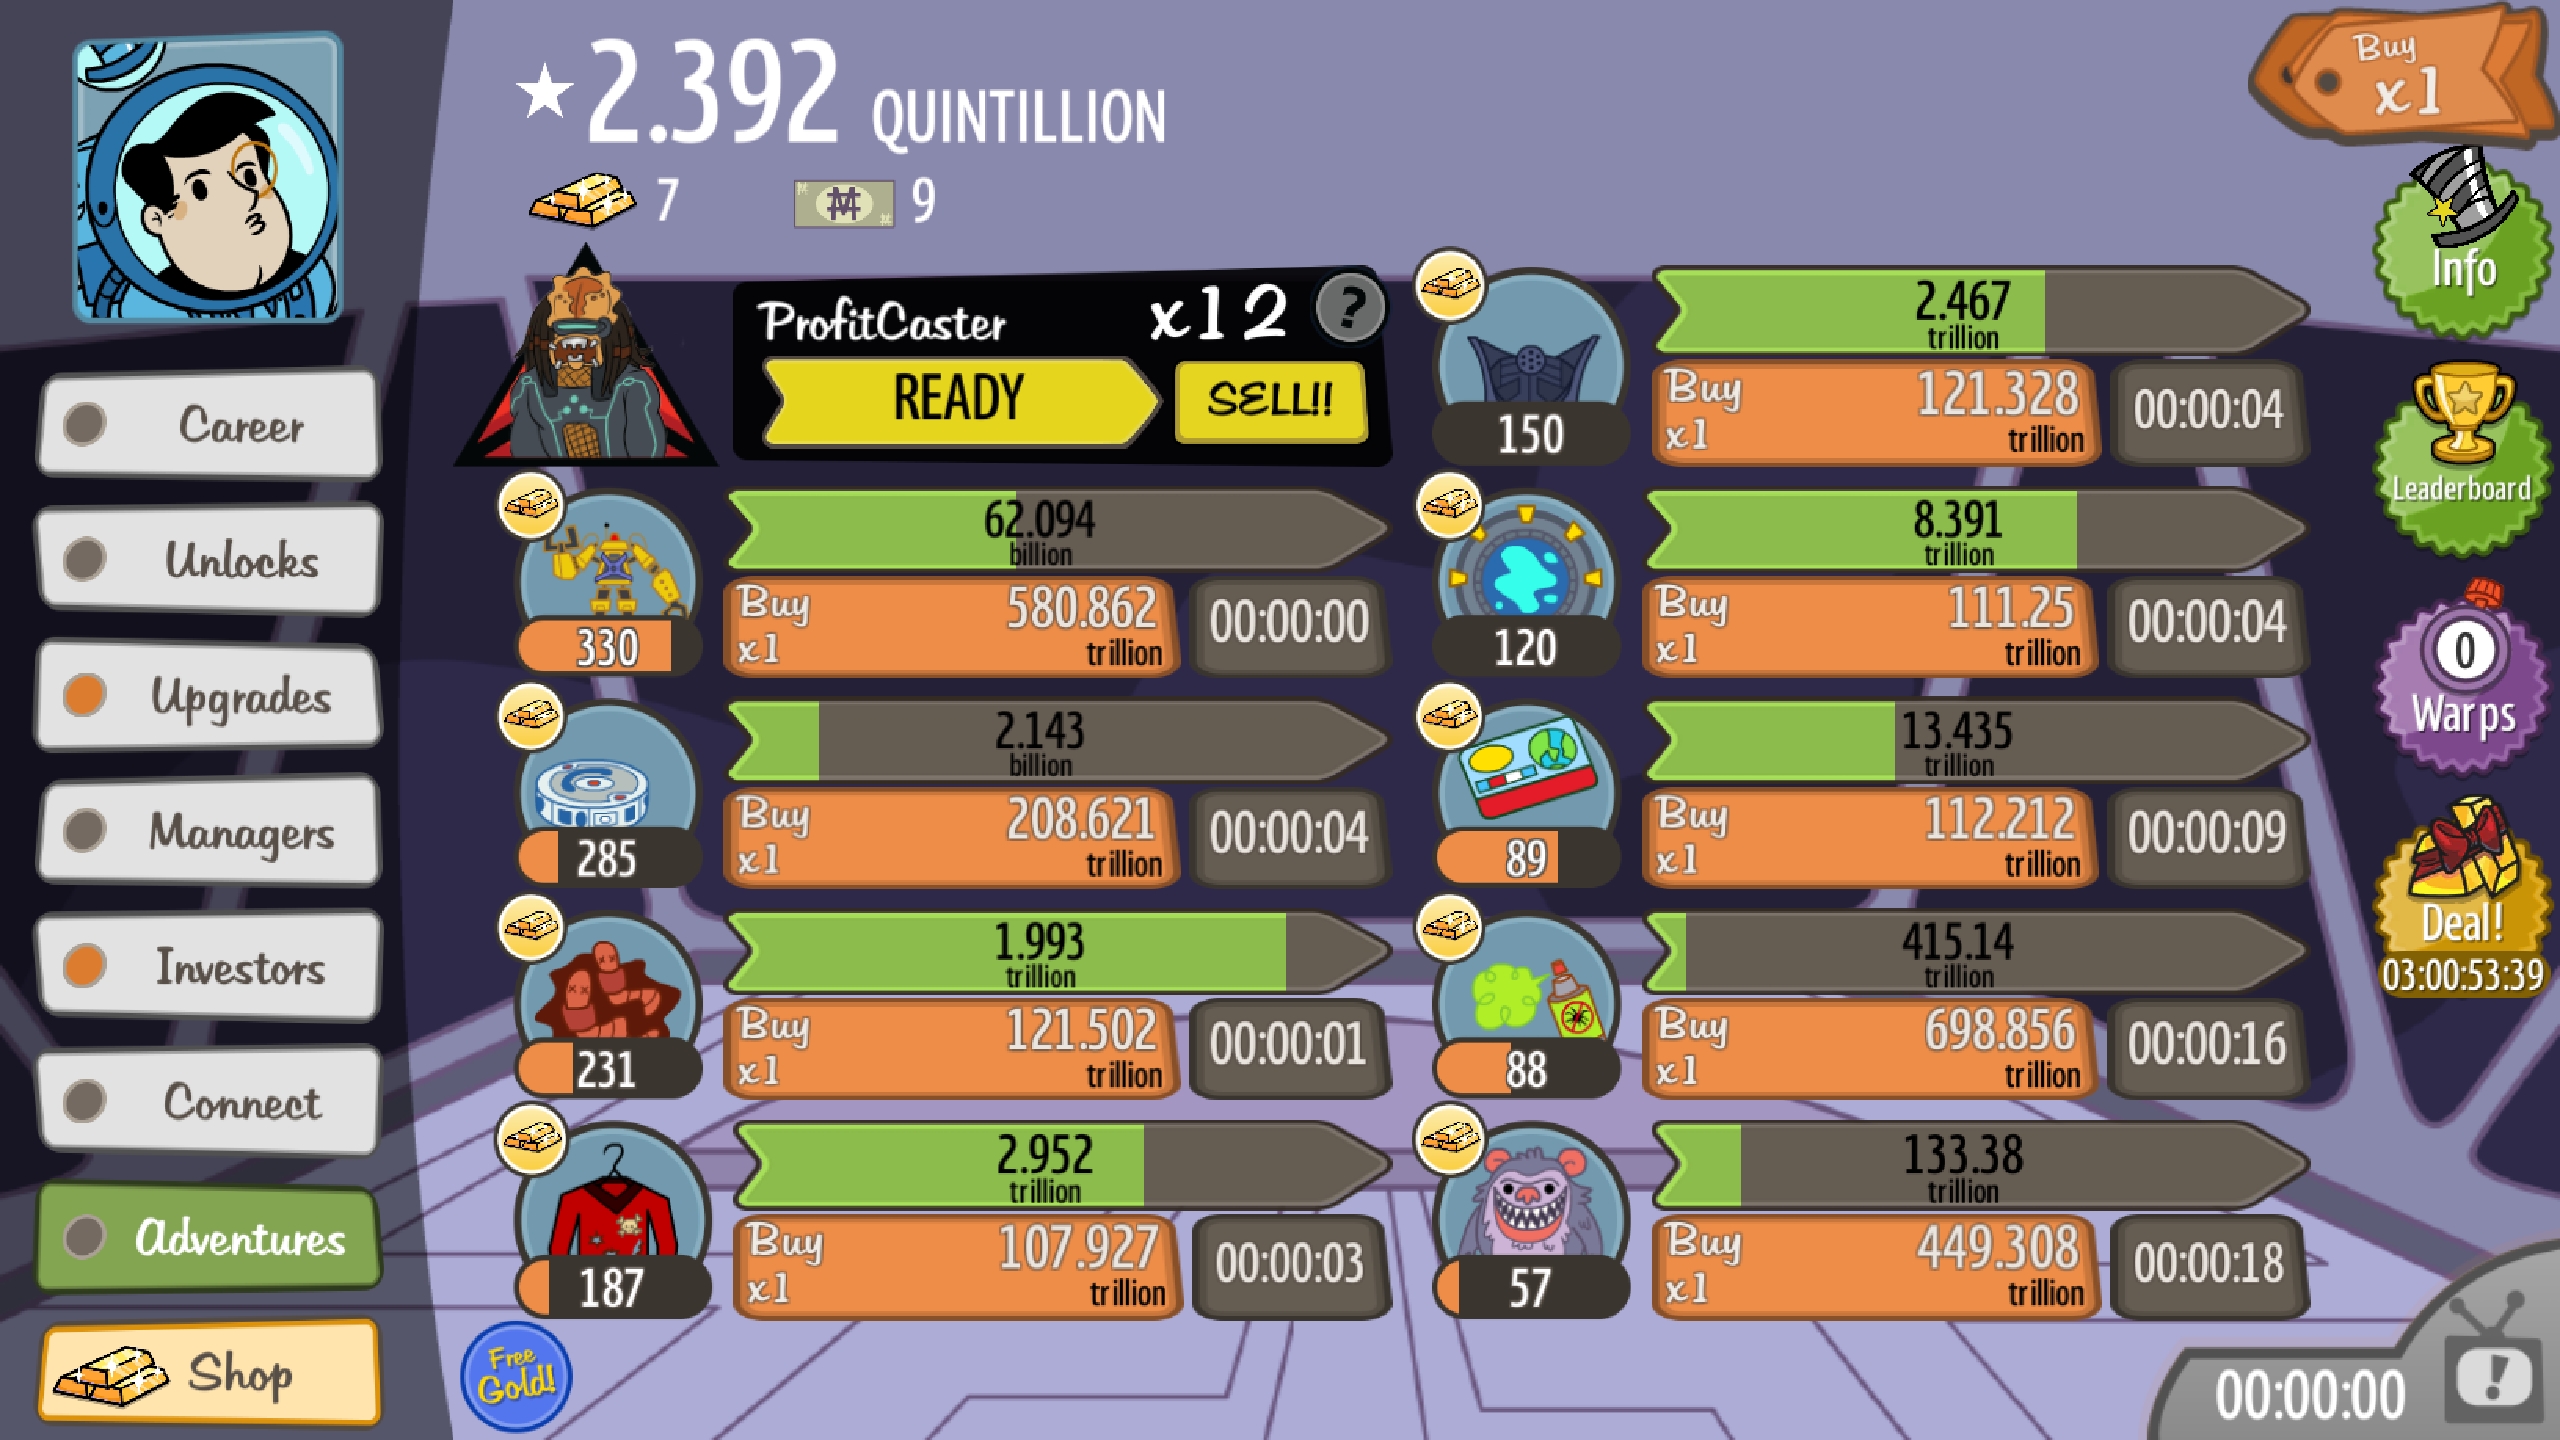 2.392 QUINTILLION
7
9
Buy
x1
Info
Leaderboard
0
Warps
Deal!
03:00:53:39
Career
Unlocks
Upgrades
Managers
Investors
Connect
Adventures
Shop
Free
Gold!
ProfitCaster x12 ?
READY SELL!!
62.094
billion
330
Buy
x1
580.862
trillion
00:00:00
2.143
billion
285
Buy
x1
208.621
trillion
00:00:04
1.993
trillion
231
Buy
x1
121.502
trillion
00:00:01
2.952
trillion
187
Buy
x1
107.927
trillion
00:00:03
2.467
trillion
150
Buy
x1
121.328
trillion
00:00:04
8.391
trillion
120
Buy
x1
111.25
trillion
00:00:04
13.435
trillion
89
Buy
x1
112.212
trillion
00:00:09
415.14
trillion
88
Buy
x1
698.856
trillion
00:00:16
133.38
trillion
57
Buy
x1
449.308
trillion
00:00:18
00:00:00
!